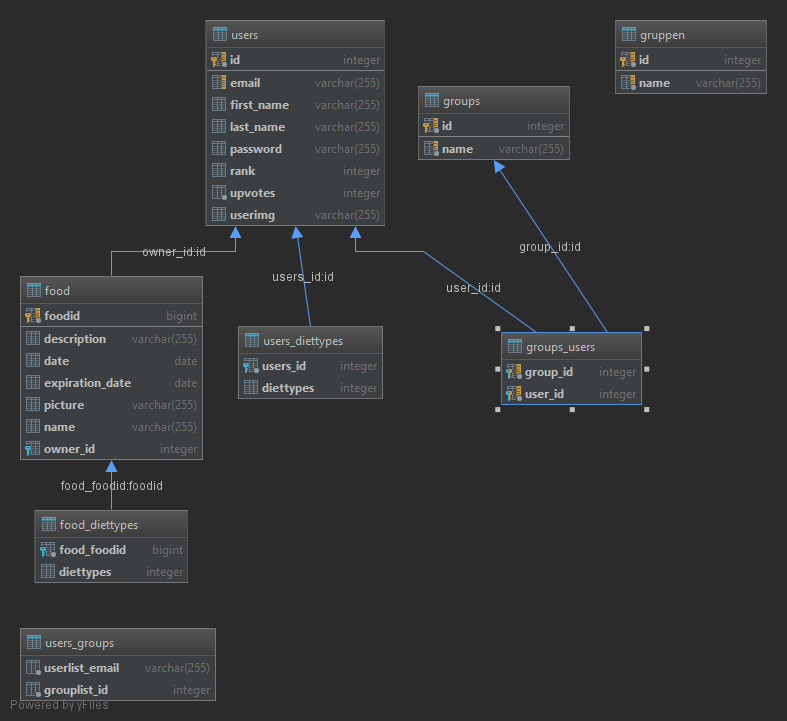 users
id integer
email varchar(255)
first_name varchar(255)
last_name varchar(255)
password varchar(255)
rank integer
upvotes integer
userimg varchar(255)
gruppen
id integer
name varchar(255)
groups
id integer
name varchar(255)
owner_id:id
users_id:id
user_id:id
group_id:id
food
foodid bigint
description varchar(255)
date date
expiration_date date
picture varchar(255)
name varchar(255)
owner_id integer
users_diettypes
users_id integer
diettypes integer
groups_users
group_id integer
user_id integer
food_foodid:foodid
food_diettypes
food_foodid bigint
diettypes integer
users_groups
userlist_email varchar(255)
grouplist_id integer
Powered by yFiles